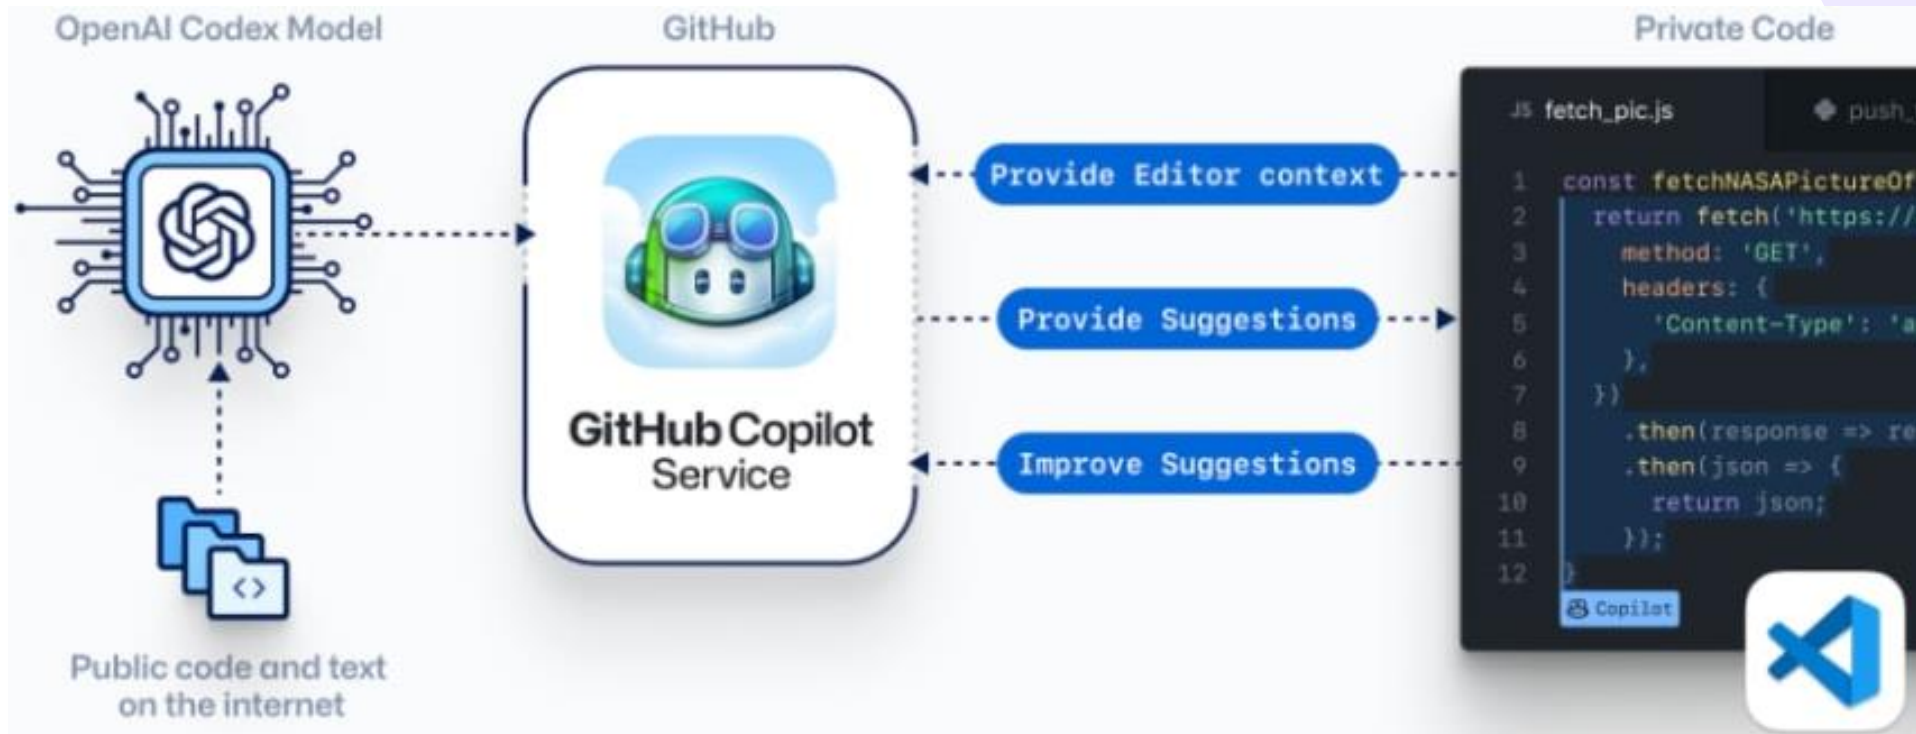 OpenAI Codex Model
GitHub
Private Code
JS fetch_pic.js
push_
Provide Editor context
Provide Suggestions
Improve Suggestions
GitHub Copilot
Service
1 const fetchNASAPictureOf
2 return fetch('https://
3 method: 'GET',
4 headers: {
5 'Content-Type': 'a
6 },
7 })
8 .then(response => re
9 .then(json => {
10 return json;
11 });
12 }
Copilot
<>
Public code and text
on the internet